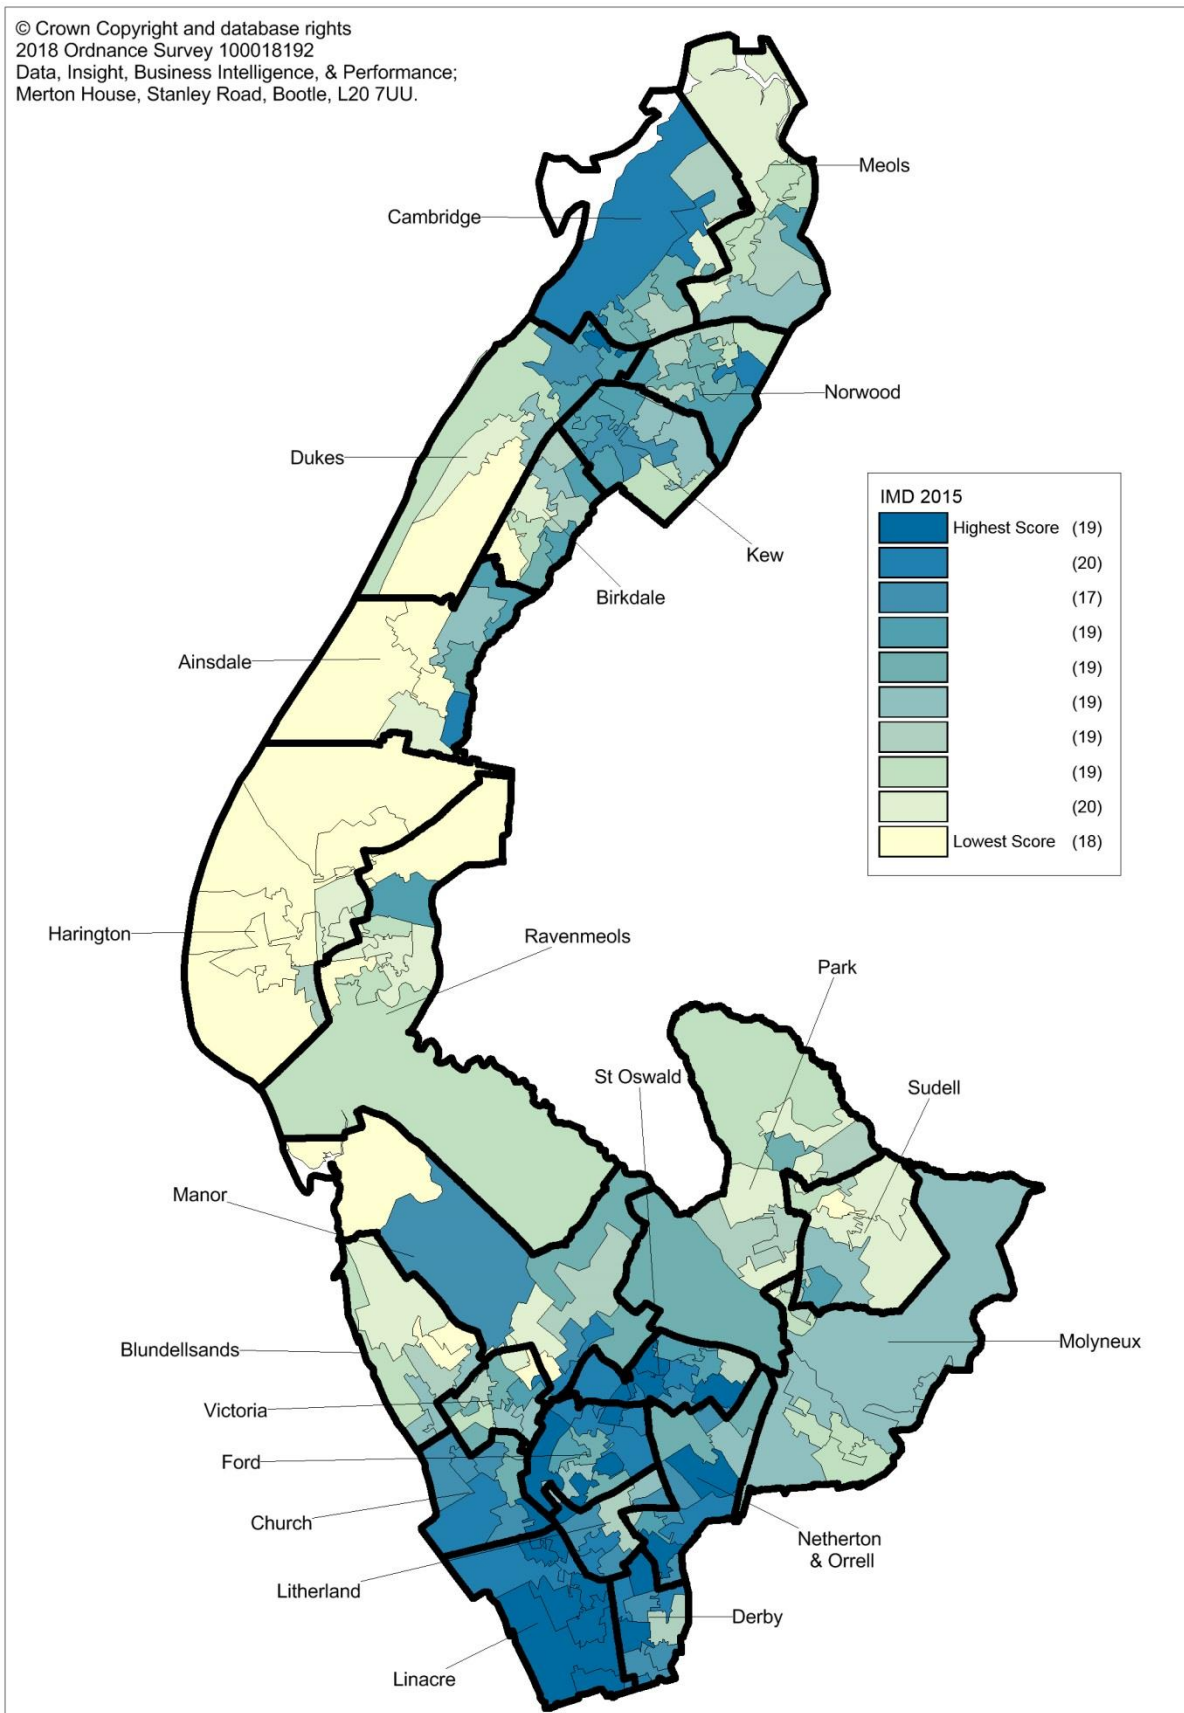 © Crown Copyright and database rights
2018 Ordnance Survey 100018192
Data, Insight, Business Intelligence, & Performance;
Merton House, Stanley Road, Bootle, L20 7UU.
Meols
Cambridge
Norwood
Dukes
Kew
Birkdale
Ainsdale
IMD 2015
Highest Score (19)
(20)
(17)
(19)
(19)
(19)
(19)
(19)
(20)
Lowest Score (18)
Harington
Ravenmeols
Park
St Oswald
Sudell
Manor
Molyneux
Blundellsands
Victoria
Ford
Church
Netherton
& Orrell
Litherland
Derby
Linacre